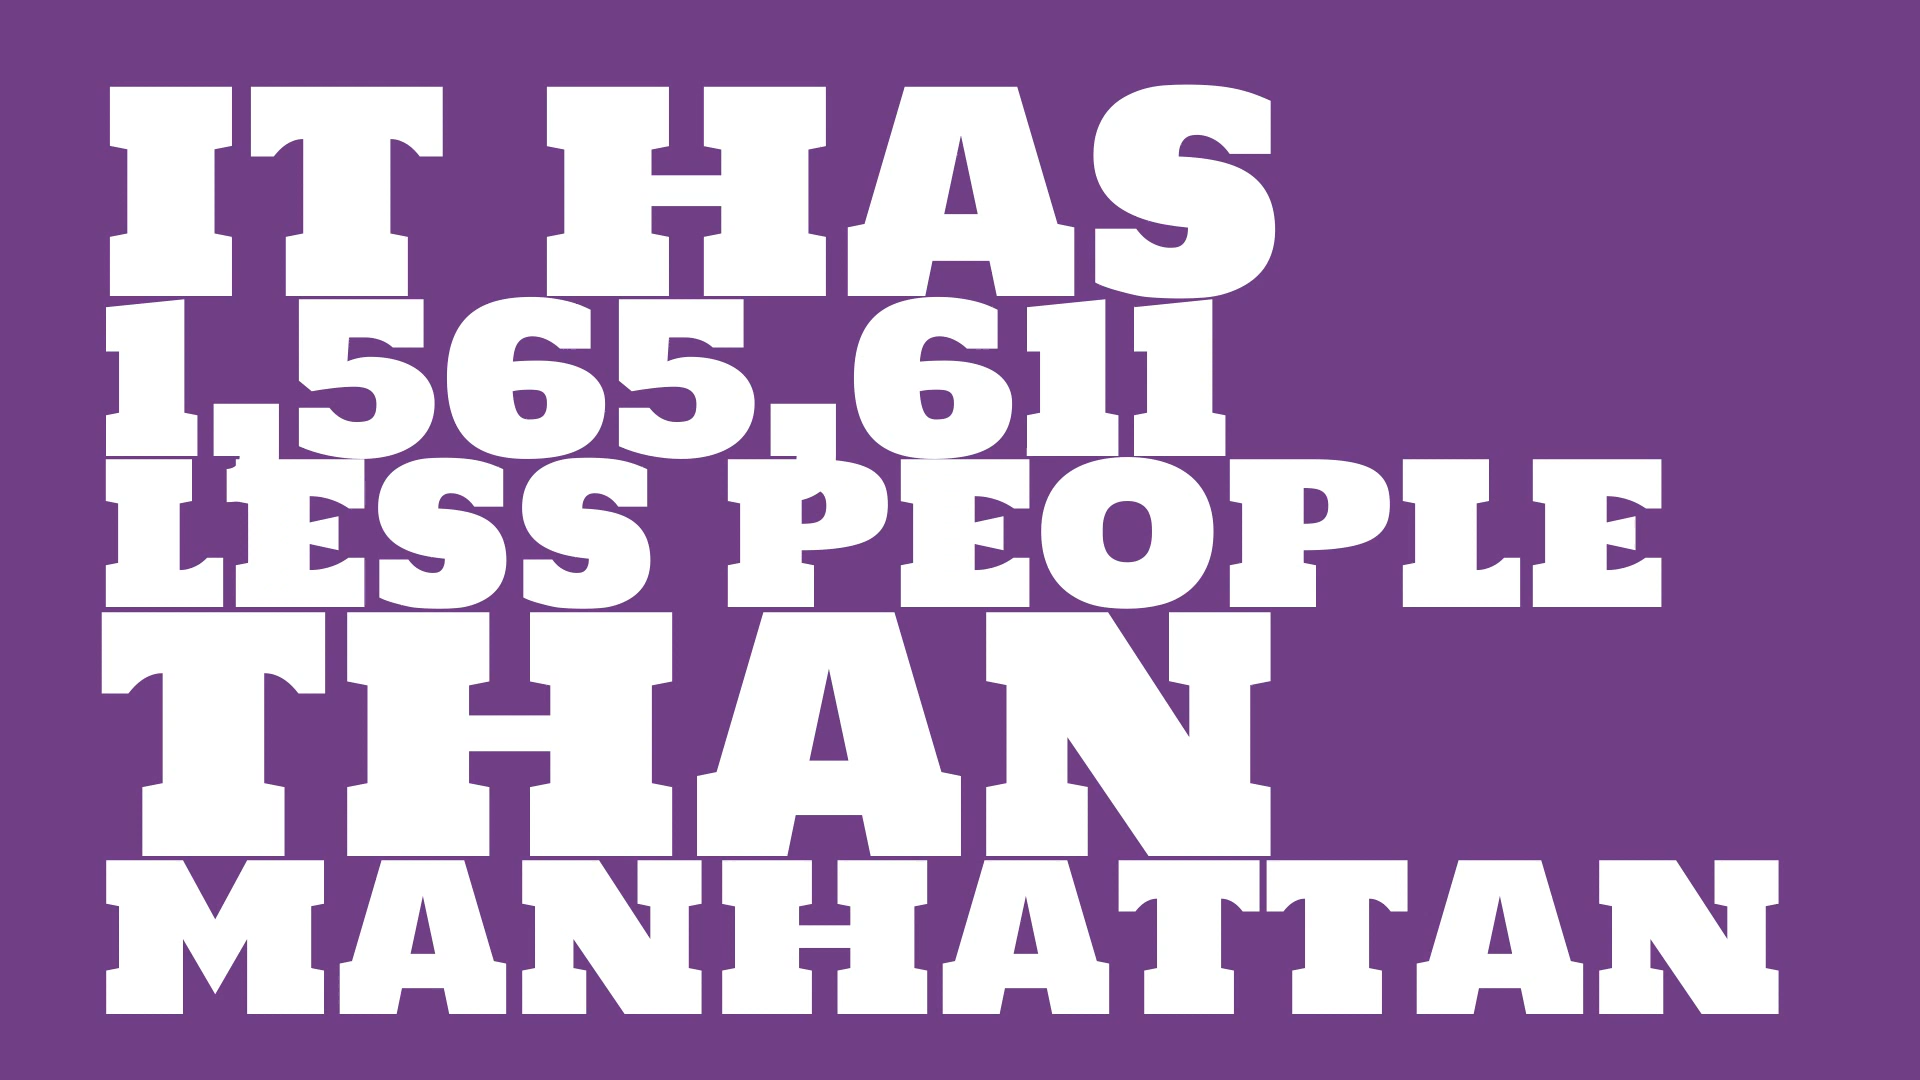 IT HAS
1,565,611
LESS PEOPLE
THAN
MANHATTAN